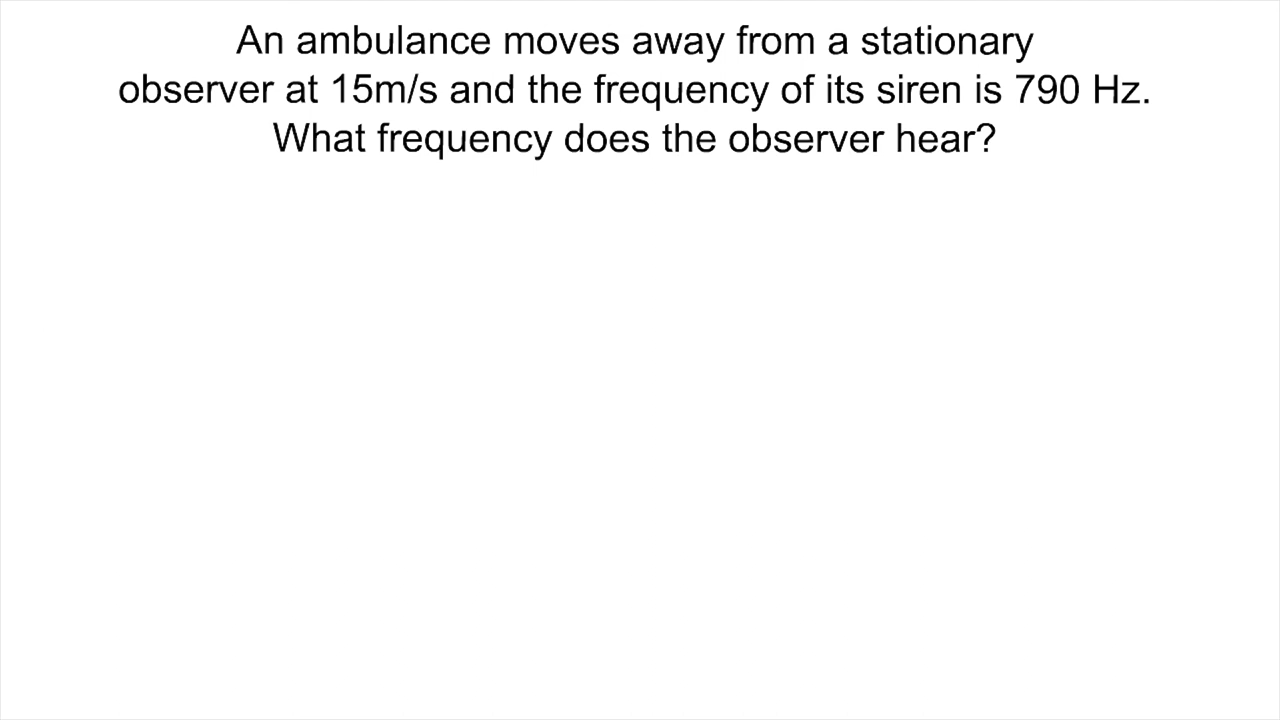 An ambulance moves away from a stationary
observer at 15m/s and the frequency of its siren is 790 Hz.
What frequency does the observer hear?